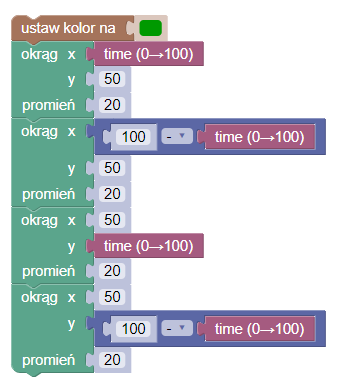 ustaw kolor na
okrąg x time (0→100)
y 50
promień 20
okrąg x 100 - time (0→100)
y 50
promień 20
okrąg x 50
y time (0→100)
promień 20
okrąg x 50
y 100 - time (0→100)
promień 20